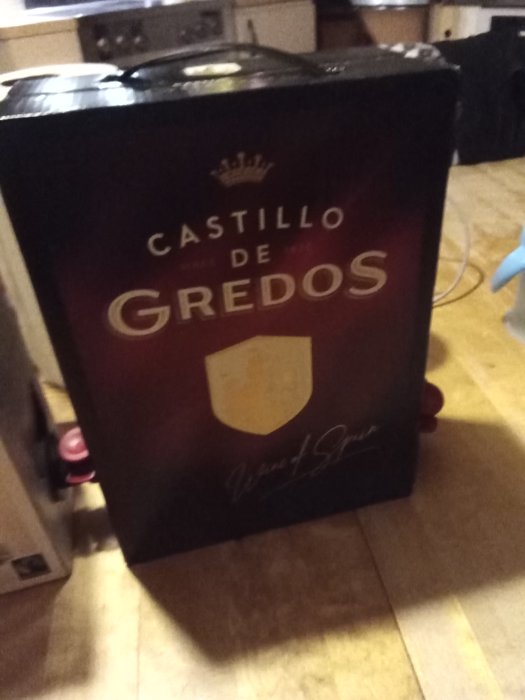 CASTILLO
DE
GREDOS
Wine of Spain